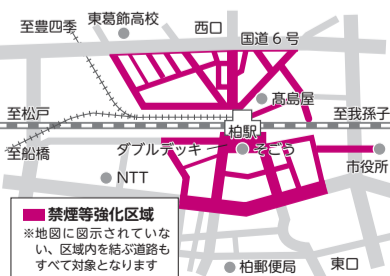 東葛飾高校
西口
至豊四季
国道6号
髙島屋
至松戸
至我孫子
柏駅
至船橋
ダブルデッキ
そごう
市役所
NTT
禁煙等強化区域
※地図に図示されていな
い、区域内を結ぶ道路も
すべて対象となります
柏郵便局
東口